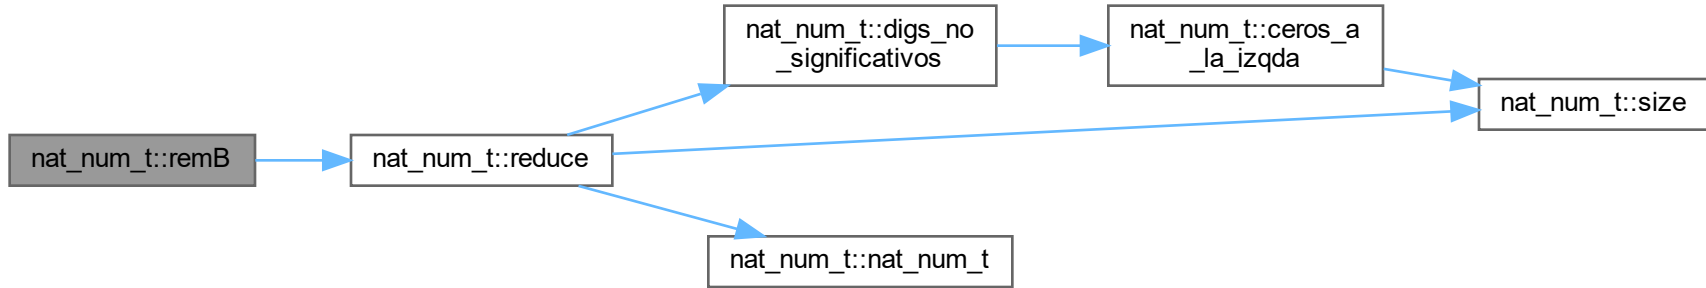 nat_num_t::remB
nat_num_t::reduce
nat_num_t::digs_no
_significativos
nat_num_t::ceros_a
_la_izqda
nat_num_t::size
nat_num_t::nat_num_t